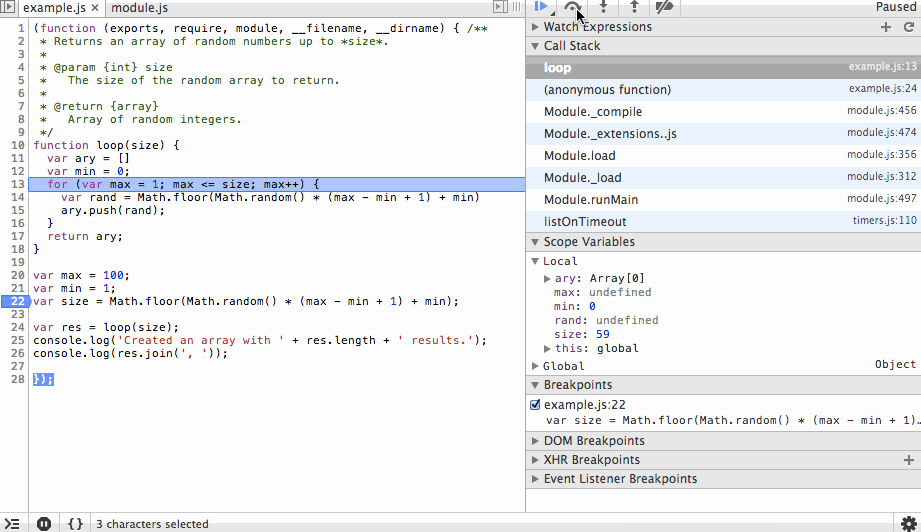 example.js × module.js
Paused
1 (function (exports, require, module, __filename, __dirname) { /**
2 * Returns an array of random numbers up to *size*.
3 *
4 * @param {int} size
5 *   The size of the random array to return.
6 *
7 * @return {array}
8 *   Array of random integers.
9 */
10 function loop(size) {
11   var ary = []
12   var min = 0;
13   for (var max = 1; max <= size; max++) {
14     var rand = Math.floor(Math.random() * (max - min + 1) + min)
15     ary.push(rand);
16   }
17   return ary;
18 }
19
20 var max = 100;
21 var min = 1;
22 var size = Math.floor(Math.random() * (max - min + 1) + min);
23
24 var res = loop(size);
25 console.log('Created an array with ' + res.length + ' results.');
26 console.log(res.join(', '));
27
28 });
Watch Expressions
Call Stack
loop example.js:13
(anonymous function) example.js:24
Module._compile module.js:456
Module._extensions..js module.js:474
Module.load module.js:356
Module._load module.js:312
Module.runMain module.js:497
listOnTimeout timers.js:110
Scope Variables
Local
ary: Array[0]
max: undefined
min: 0
rand: undefined
size: 59
this: global
Global Object
Breakpoints
example.js:22
var size = Math.floor(Math.random() * (max - min + 1)…
DOM Breakpoints
XHR Breakpoints
Event Listener Breakpoints
{} 3 characters selected